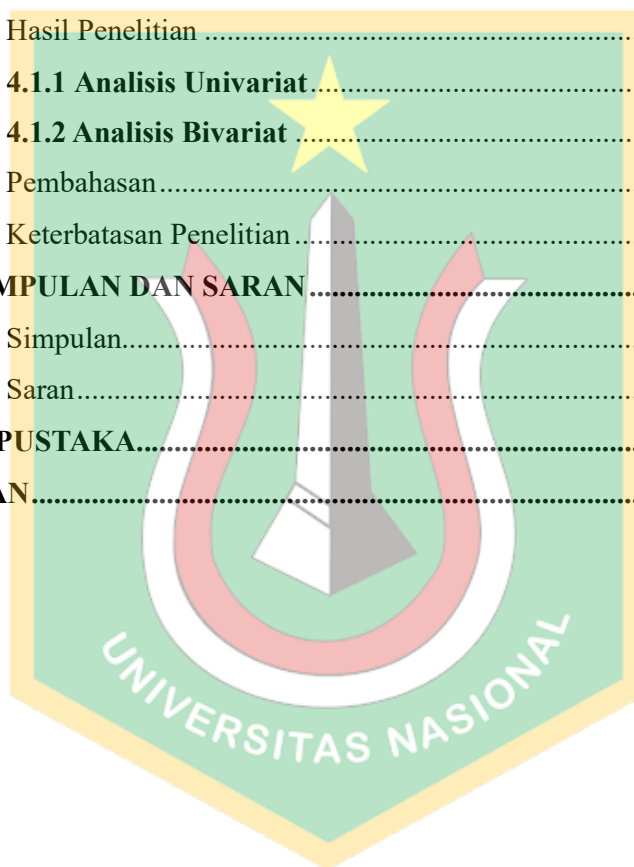 Hasil Penelitian ..........................................................
4.1.1 Analisis Univariat ..........................................
4.1.2 Analisis Bivariat ............................................
Pembahasan ................................................................
Keterbatasan Penelitian .............................................
MPULAN DAN SARAN ..........................................
Simpulan.....................................................................
Saran...........................................................................
PUSTAKA..................................................................
AN..............................................................................
UNIVERSITAS NASIONAL